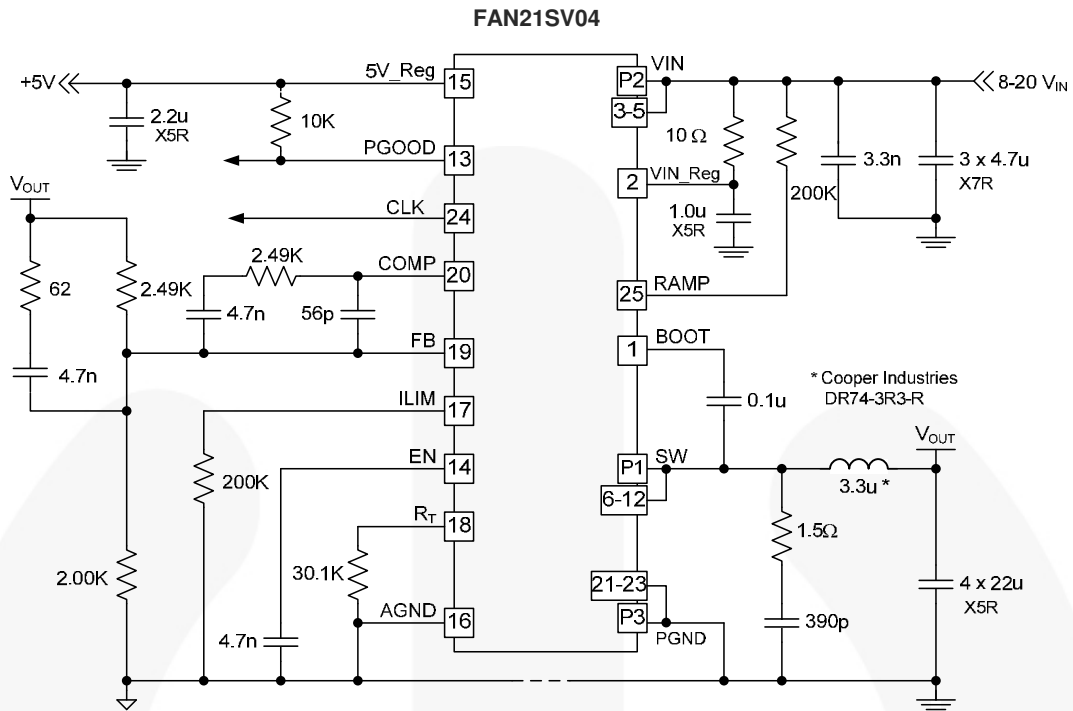 FAN21SV04
+5V
5V_Reg
15
2.2u
X5R
10K
PGOOD
13
VOUT
CLK
24
62
2.49K
4.7n
2.49K
COMP
20
4.7n
56p
FB
19
ILIM
17
200K
EN
14
RT
18
30.1K
2.00K
4.7n
AGND
16
P2
VIN
3-5
8-20 VIN
10 Ω
200K
3.3n
3 x 4.7u
X7R
2
VIN_Reg
1.0u
X5R
25
RAMP
1
BOOT
0.1u
* Cooper Industries
DR74-3R3-R
VOUT
P1
SW
6-12
3.3u *
1.5Ω
390p
4 x 22u
X5R
21-23
P3
PGND